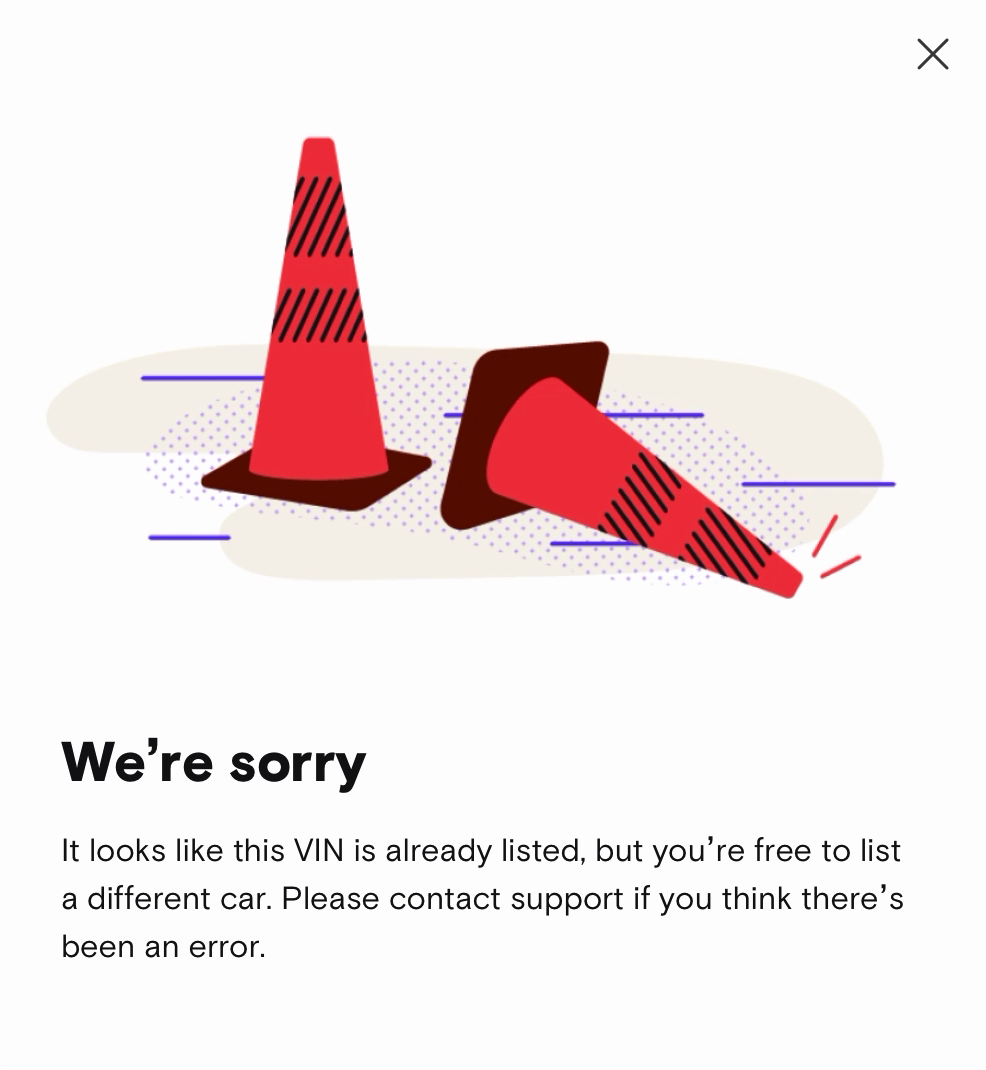 We’re sorry
It looks like this VIN is already listed, but you’re free to list
a different car. Please contact support if you think there’s
been an error.